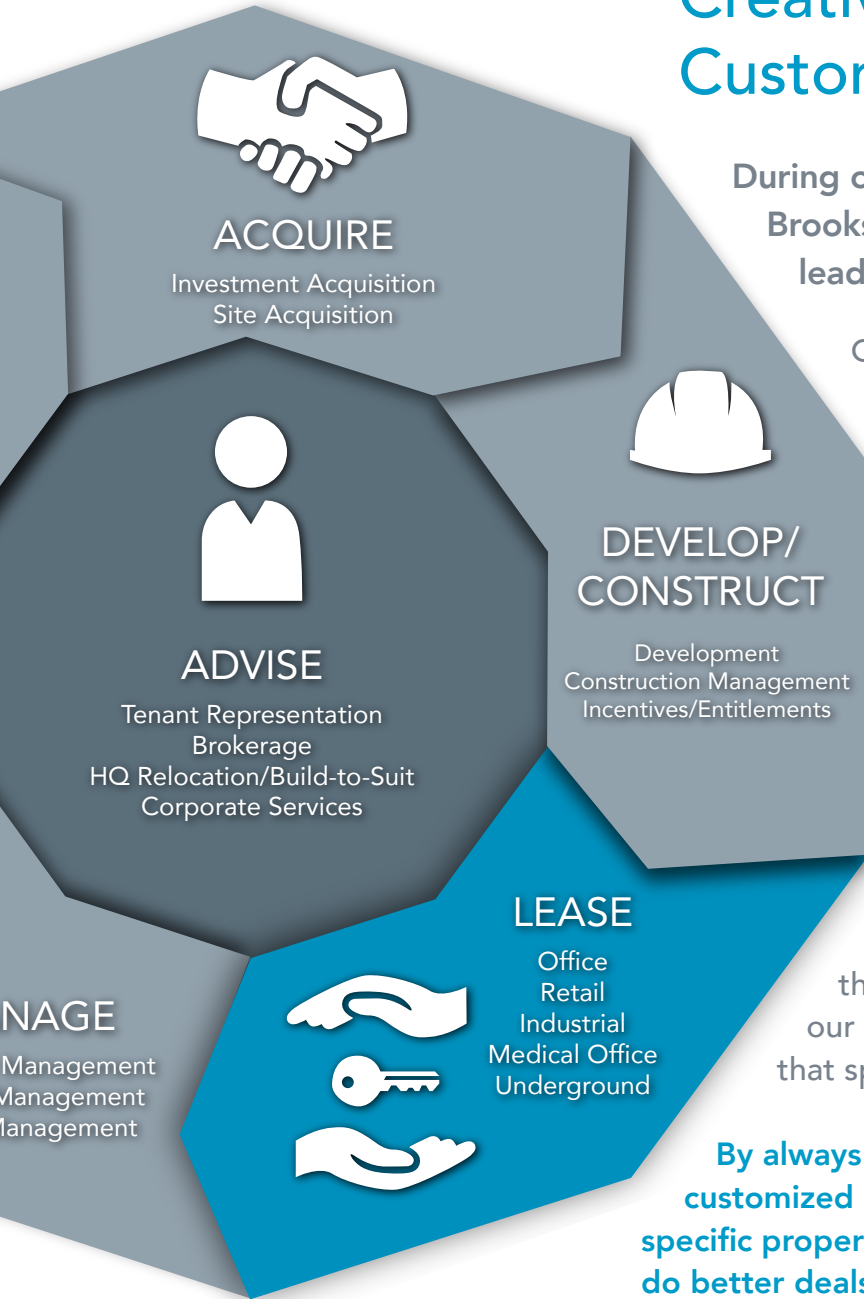 Custor
During
Brooks
lead
ACQUIRE
Investment Acquisition
Site Acquisition
DEVELOP/
CONSTRUCT
Development
Construction Management
Incentives/Entitlements
ADVISE
Tenant Representation
Brokerage
HQ Relocation/Build-to-Suit
Corporate Services
LEASE
Office
Retail
Industrial
Medical Office
Underground
NAGE
Management
Management
Management
th
our
that sp
By always
customized
specific proper
do better deals